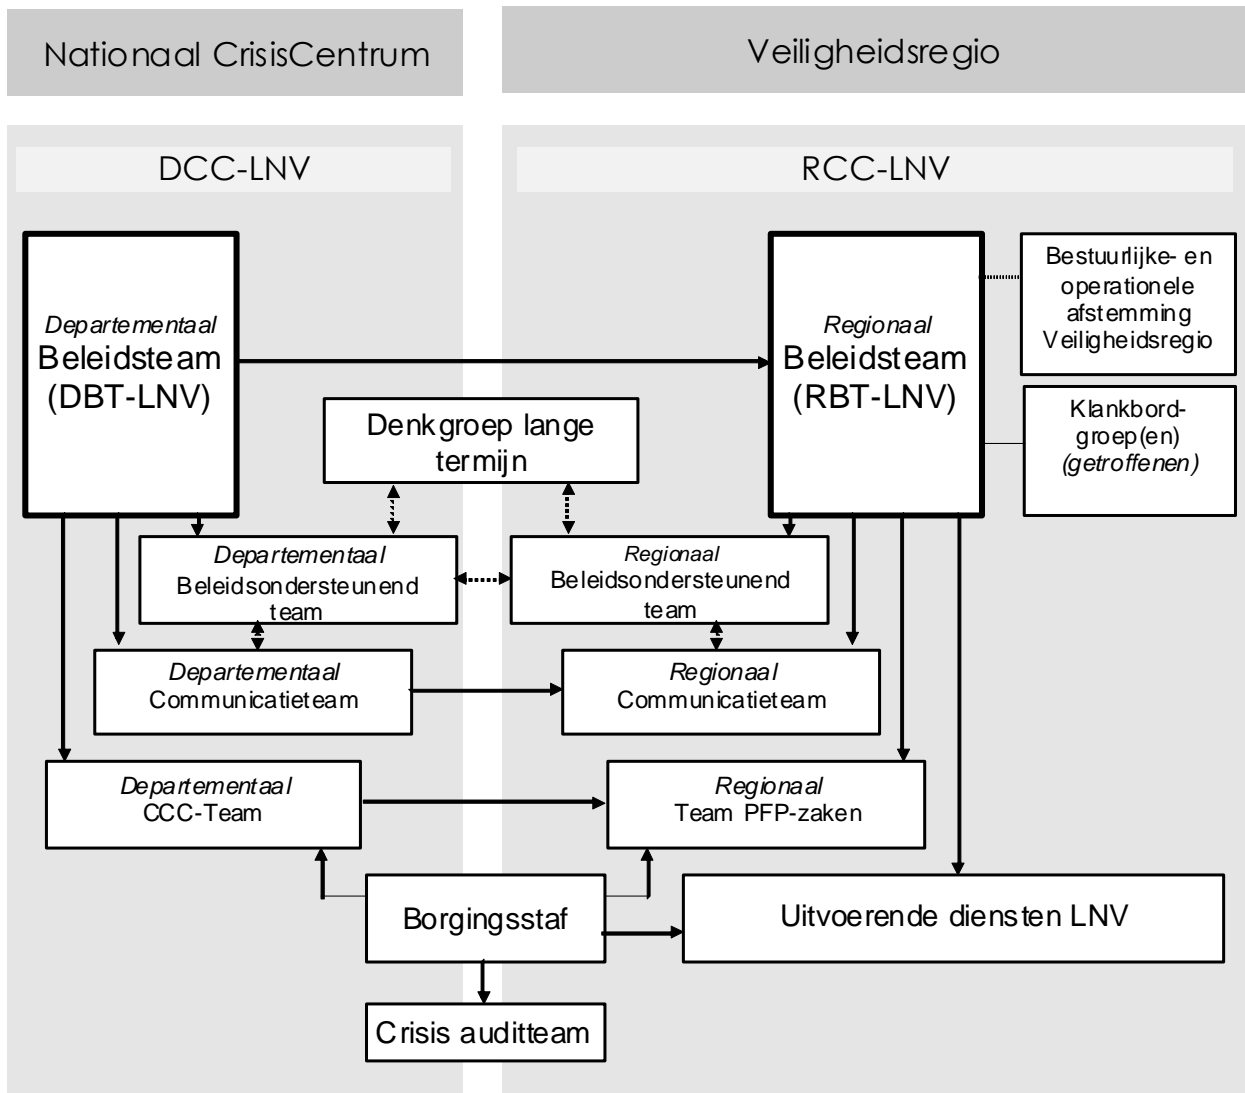 Nationaal CrisisCentrum
Veiligheidsregio
DCC-LNV
RCC-LNV
Departementaal
Beleidsteam
(DBT-LNV)
Regionaal
Beleidsteam
(RBT-LNV)
Bestuurlijke- en
operationele
afstemming
Veiligheidsregio
Klankbord-
groep(en)
(getroffenen)
Denkgroep lange
termijn
Departementaal
Beleidsondersteunend
team
Regionaal
Beleidsondersteunend
team
Departementaal
Communicatieteam
Regionaal
Communicatieteam
Departementaal
CCC-Team
Regionaal
Team PFP-zaken
Borgingsstaf
Uitvoerende diensten LNV
Crisis auditteam